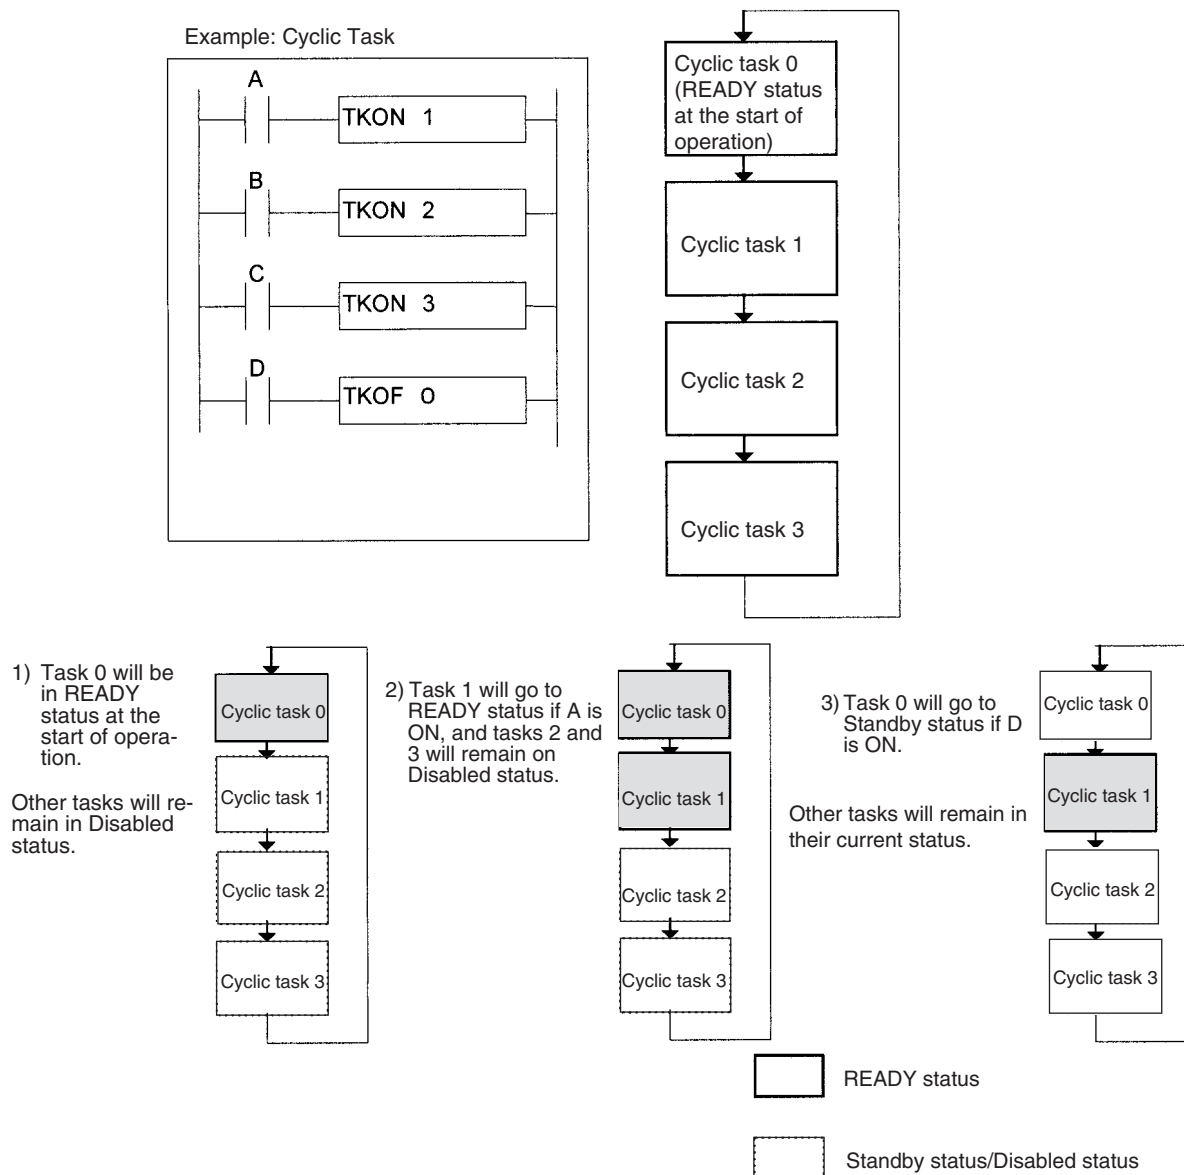 Example: Cyclic Task
A
TKON 1
B
TKON 2
C
TKON 3
D
TKOF 0
Cyclic task 0
(READY status
at the start of
operation)
Cyclic task 1
Cyclic task 2
Cyclic task 3
1) Task 0 will be
in READY
status at the
start of opera-
tion.
Other tasks will re-
main in Disabled
status.
Cyclic task 0
Cyclic task 1
Cyclic task 2
Cyclic task 3
2) Task 1 will go to
READY status if A is
ON, and tasks 2 and
3 will remain on
Disabled status.
Cyclic task 0
Cyclic task 1
Cyclic task 2
Cyclic task 3
3) Task 0 will go to
Standby status if D
is ON.
Other tasks will remain in
their current status.
Cyclic task 0
Cyclic task 1
Cyclic task 2
Cyclic task 3
READY status
Standby status/Disabled status